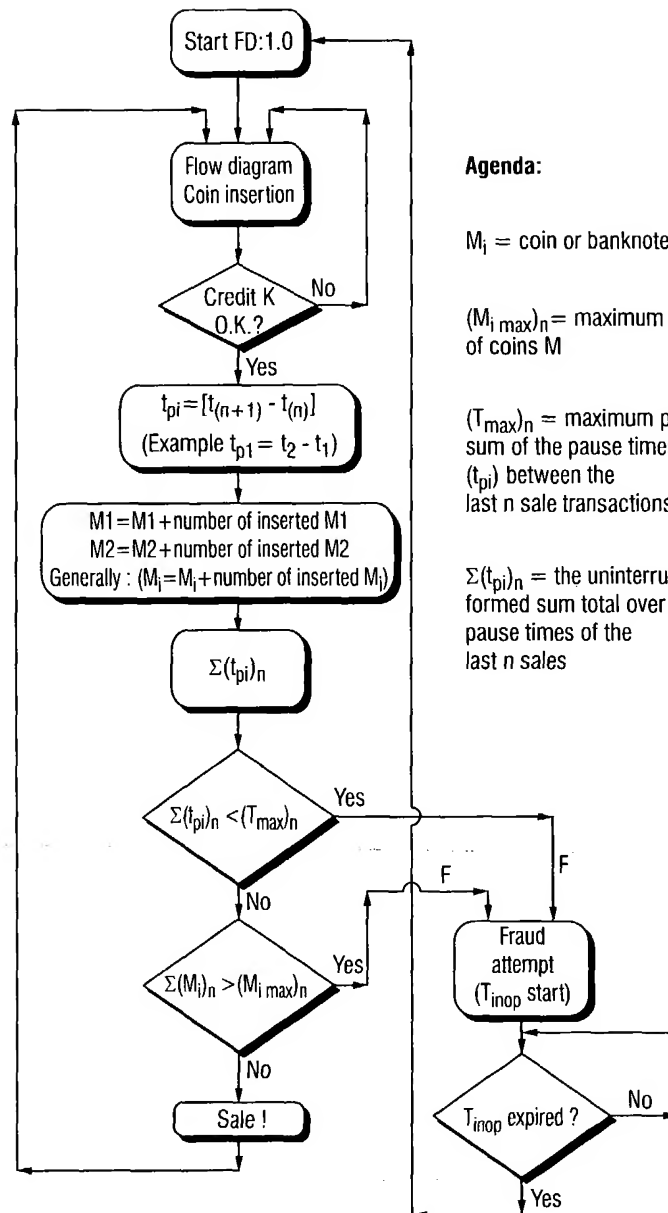 Start FD:1.0
Flow diagram
Coin insertion
Credit K
O.K.?
No
Yes
t_pi=[t_(n+1) - t_(n)]
(Example t_p1 = t_2 - t_1)
M1=M1+number of inserted M1
M2=M2+number of inserted M2
Generally : (M_i=M_i+number of inserted M_i)
Σ(t_pi)_n
Σ(t_pi)_n <(T_max)_n
Yes
F
No
Σ(M_i)_n >(M_i max)_n
Yes
F
No
Sale !
Fraud
attempt
(T_inop start)
T_inop expired ?
No
Yes
Agenda:
M_i = coin or banknote
(M_i max)_n= maximum
of coins M
(T_max)_n = maximum
sum of the pause time
(t_pi) between the
last n sale transactions
Σ(t_pi)_n = the
formed sum total over
pause times of the
last n sales